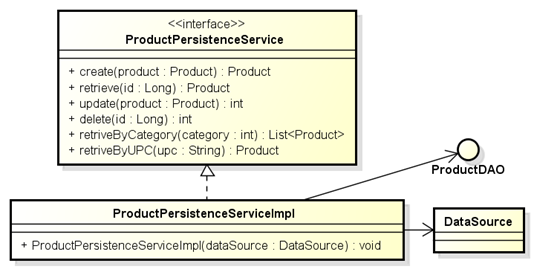 <<interface>>
ProductPersistenceService
+ create(product : Product) : Product
+ retrieve(id : Long) : Product
+ update(product : Product) : int
+ delete(id : Long) : int
+ retriveByCategory(category : int) : List<Product>
+ retriveByUPC(upc : String) : Product
ProductDAO
ProductPersistenceServiceImpl
+ ProductPersistenceServiceImpl(dataSource : DataSource) : void
DataSource